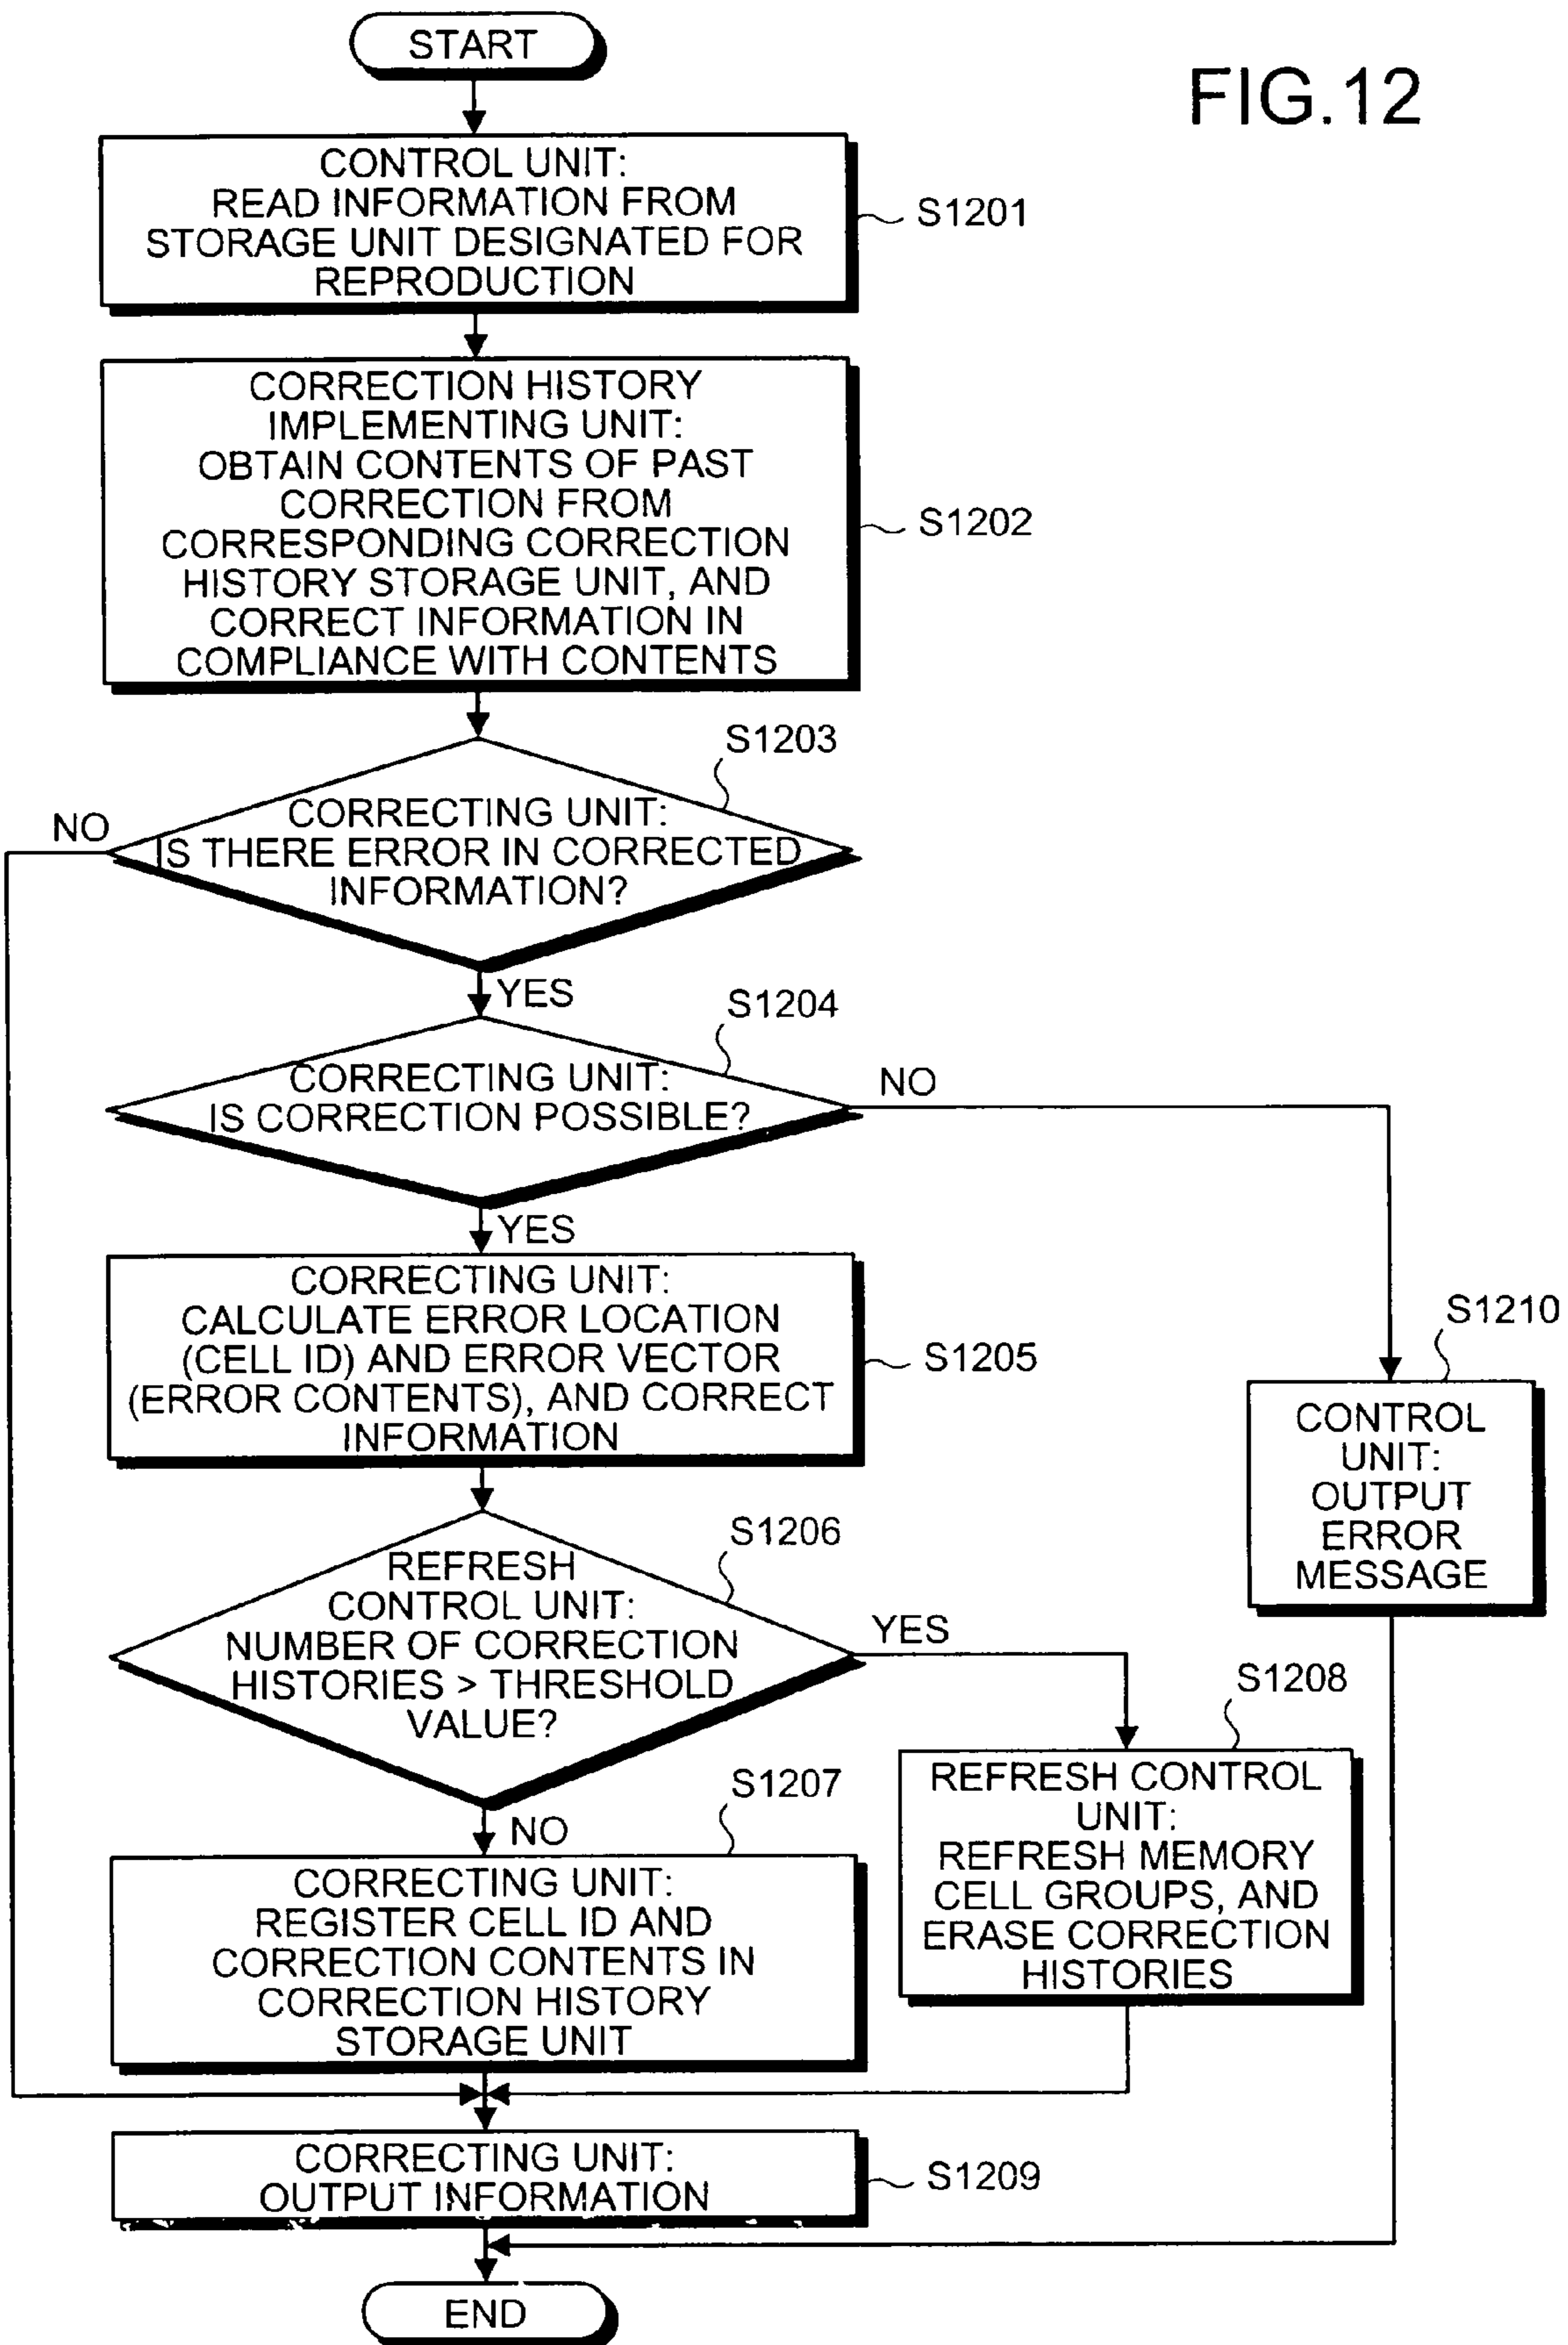 START
FIG.12
CONTROL UNIT:
READ INFORMATION FROM
STORAGE UNIT DESIGNATED FOR
REPRODUCTION
S1201
CORRECTION HISTORY
IMPLEMENTING UNIT:
OBTAIN CONTENTS OF PAST
CORRECTION FROM
CORRESPONDING CORRECTION
HISTORY STORAGE UNIT, AND
CORRECT INFORMATION IN
COMPLIANCE WITH CONTENTS
S1202
S1203
CORRECTING UNIT:
IS THERE ERROR IN CORRECTED
INFORMATION?
NO
YES
S1204
CORRECTING UNIT:
IS CORRECTION POSSIBLE?
NO
YES
CORRECTING UNIT:
CALCULATE ERROR LOCATION
(CELL ID) AND ERROR VECTOR
(ERROR CONTENTS), AND CORRECT
INFORMATION
S1205
S1210
CONTROL
UNIT:
OUTPUT
ERROR
MESSAGE
S1206
REFRESH
CONTROL UNIT:
NUMBER OF CORRECTION
HISTORIES > THRESHOLD
VALUE?
YES
NO
S1208
REFRESH CONTROL
UNIT:
REFRESH MEMORY
CELL GROUPS, AND
ERASE CORRECTION
HISTORIES
S1207
CORRECTING UNIT:
REGISTER CELL ID AND
CORRECTION CONTENTS IN
CORRECTION HISTORY
STORAGE UNIT
CORRECTING UNIT:
OUTPUT INFORMATION
S1209
END